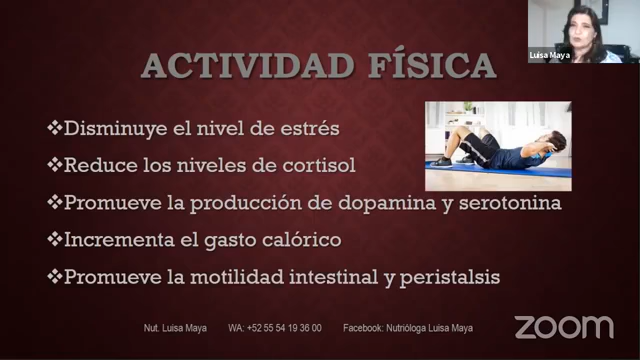 Luisa Maya
ACTIVIDAD FÍSICA
❖Disminuye el nivel de estrés
❖Reduce los niveles de cortisol
❖Promueve la producción de dopamina y serotonina
❖Incrementa el gasto calórico
❖Promueve la motilidad intestinal y peristalsis
Nut. Luisa Maya WA: +52 55 54 19 36 00 Facebook: Nutrióloga Luisa Maya
zoom